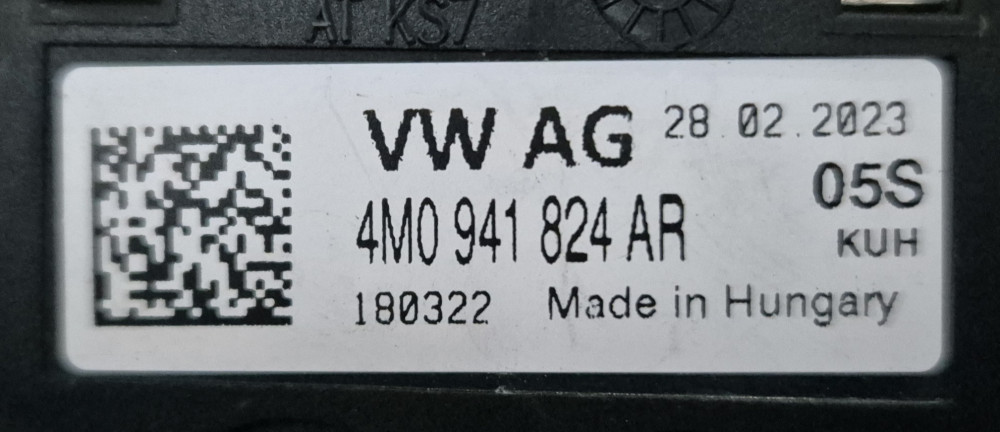 AT KS7
VW AG 28.02.2023
05S
4M0 941 824 AR
KUH
180322 Made in Hungary